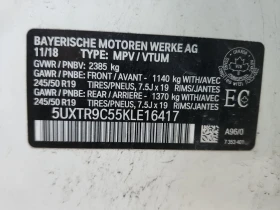 BAYERISCHE MOTOREN WERKE AG
11/18 TYPE: MPV / VTUM
GVWR / PNBV: 2385 kg
GAWR / PNBE: FRONT / AVANT - 1140 kg WITH/AVEC
245/50 R19 TIRES/PNEUS, 7.5J x 19 RIMS/JANTES
GAWR / PNBE: REAR / ARRIERE - 1370 kg WITH/AVEC
245/50 R19 TIRES/PNEUS, 7.5J x 19 RIMS/JANTES
EC
5UXTR9C55KLE16417
A96/0